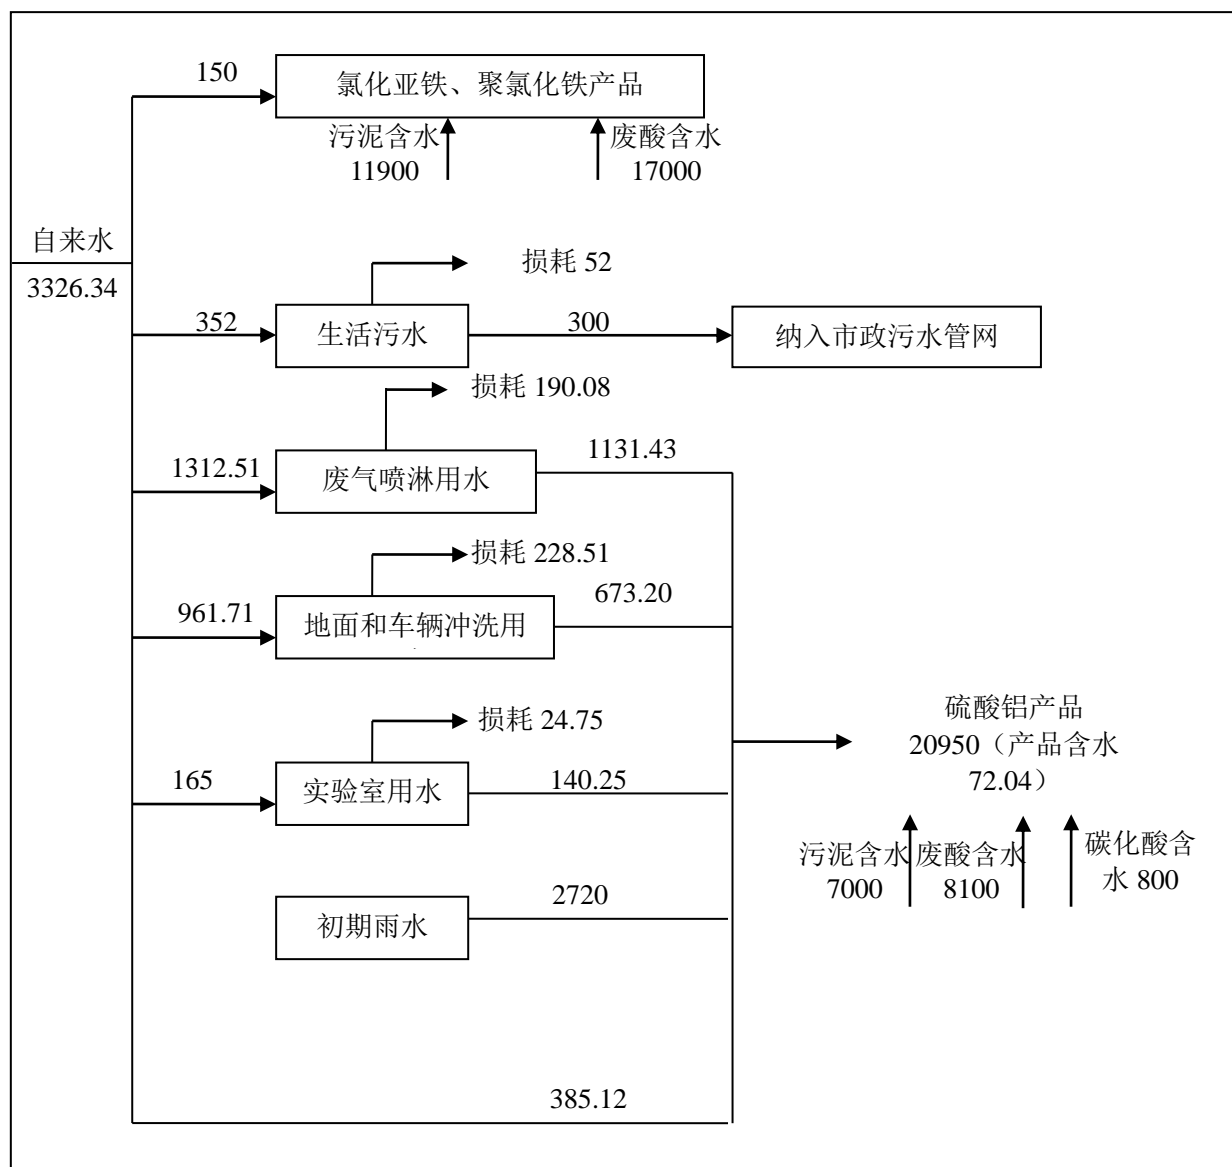 150
氯化亚铁、聚氯化铁产品
污泥含水
11900
废酸含水
17000
自来水
3326.34
损耗 52
352
生活污水
300
纳入市政污水管网
损耗 190.08
1312.51
废气喷淋用水
1131.43
损耗 228.51
961.71
地面和车辆冲洗用
673.20
损耗 24.75
165
实验室用水
140.25
硫酸铝产品
20950（产品含水
72.04）
污泥含水
7000
废酸含水
8100
碳化酸含
水 800
初期雨水
2720
385.12